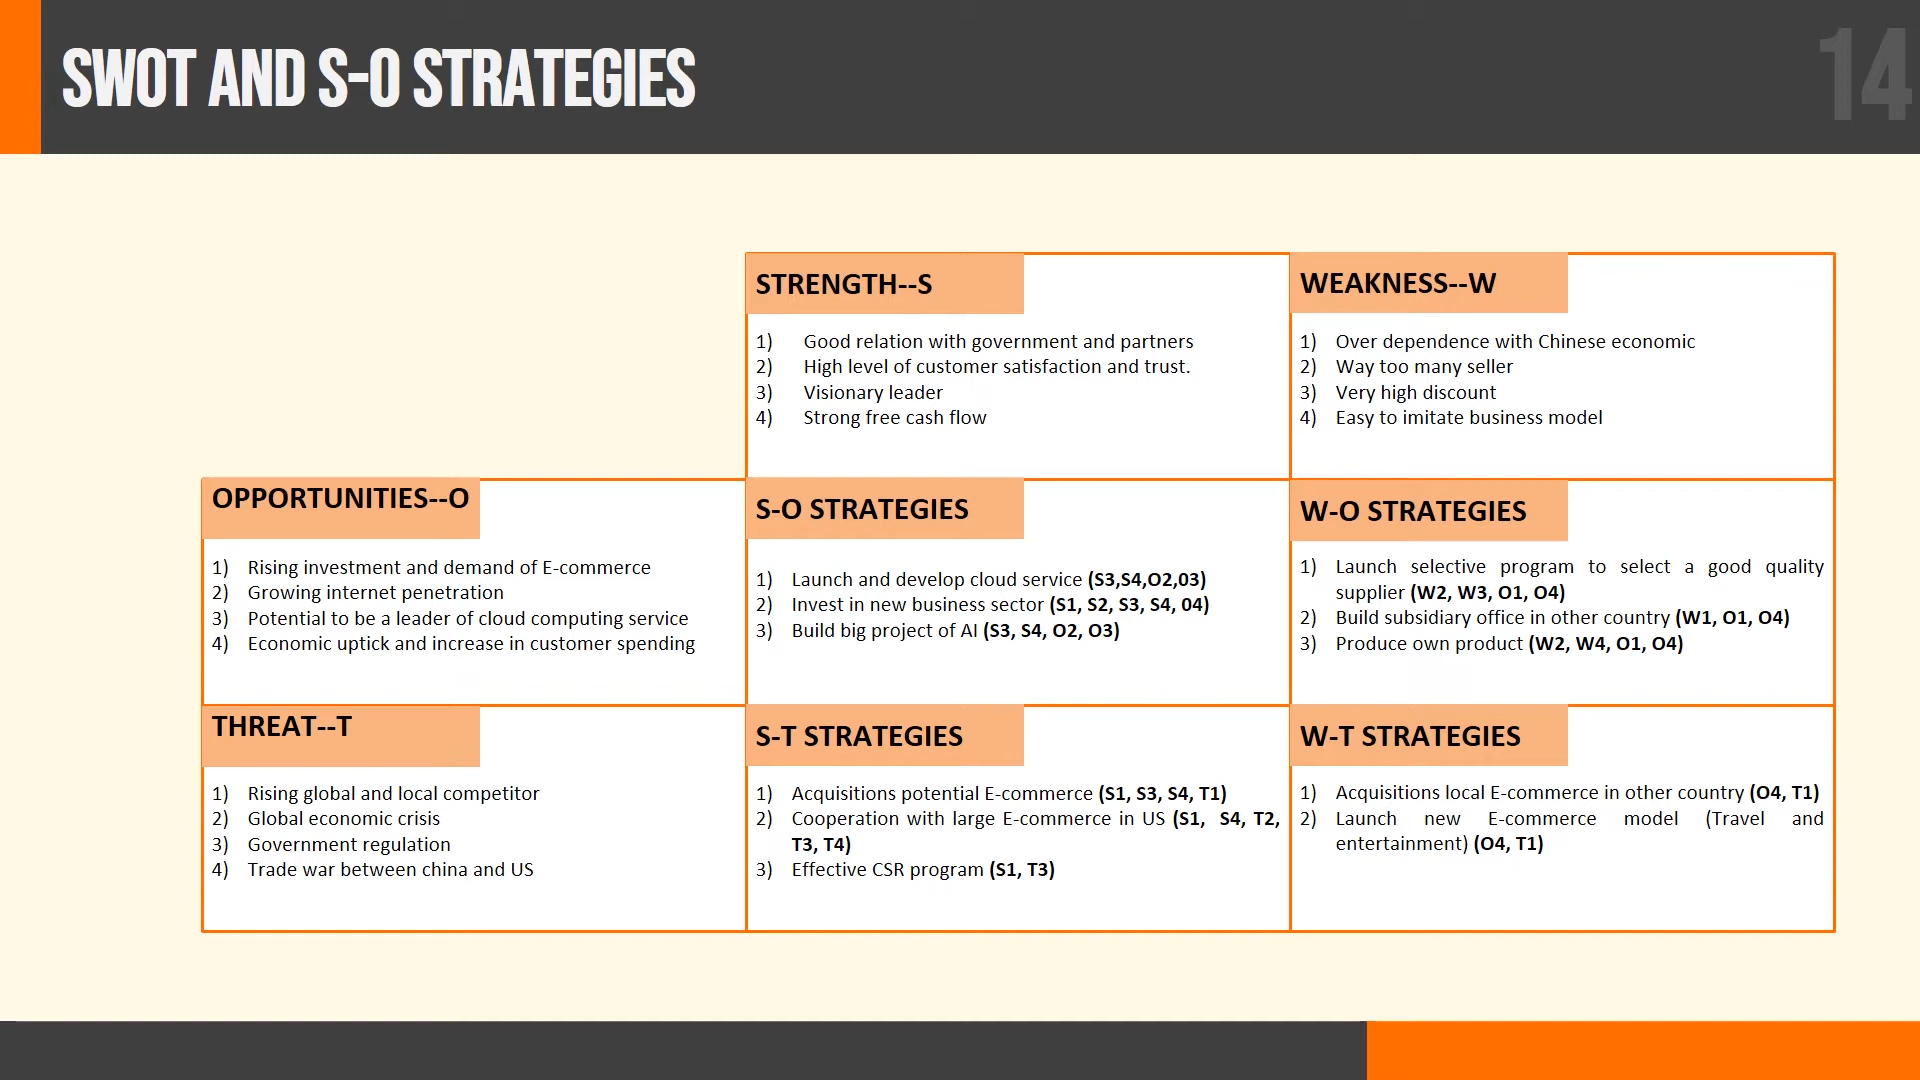 SWOT AND S-O STRATEGIES
14
STRENGTH--S
1) Good relation with government and partners
2) High level of customer satisfaction and trust.
3) Visionary leader
4) Strong free cash flow
WEAKNESS--W
1) Over dependence with Chinese economic
2) Way too many seller
3) Very high discount
4) Easy to imitate business model
OPPORTUNITIES--O
1) Rising investment and demand of E-commerce
2) Growing internet penetration
3) Potential to be a leader of cloud computing service
4) Economic uptick and increase in customer spending
S-O STRATEGIES
1) Launch and develop cloud service (S3,S4,O2,03)
2) Invest in new business sector (S1, S2, S3, S4, 04)
3) Build big project of AI (S3, S4, O2, O3)
W-O STRATEGIES
1) Launch selective program to select a good quality
supplier (W2, W3, O1, O4)
2) Build subsidiary office in other country (W1, O1, O4)
3) Produce own product (W2, W4, O1, O4)
THREAT--T
1) Rising global and local competitor
2) Global economic crisis
3) Government regulation
4) Trade war between china and US
S-T STRATEGIES
1) Acquisitions potential E-commerce (S1, S3, S4, T1)
2) Cooperation with large E-commerce in US (S1, S4, T2,
T3, T4)
3) Effective CSR program (S1, T3)
W-T STRATEGIES
1) Acquisitions local E-commerce in other country (O4, T1)
2) Launch new E-commerce model (Travel and
entertainment) (O4, T1)